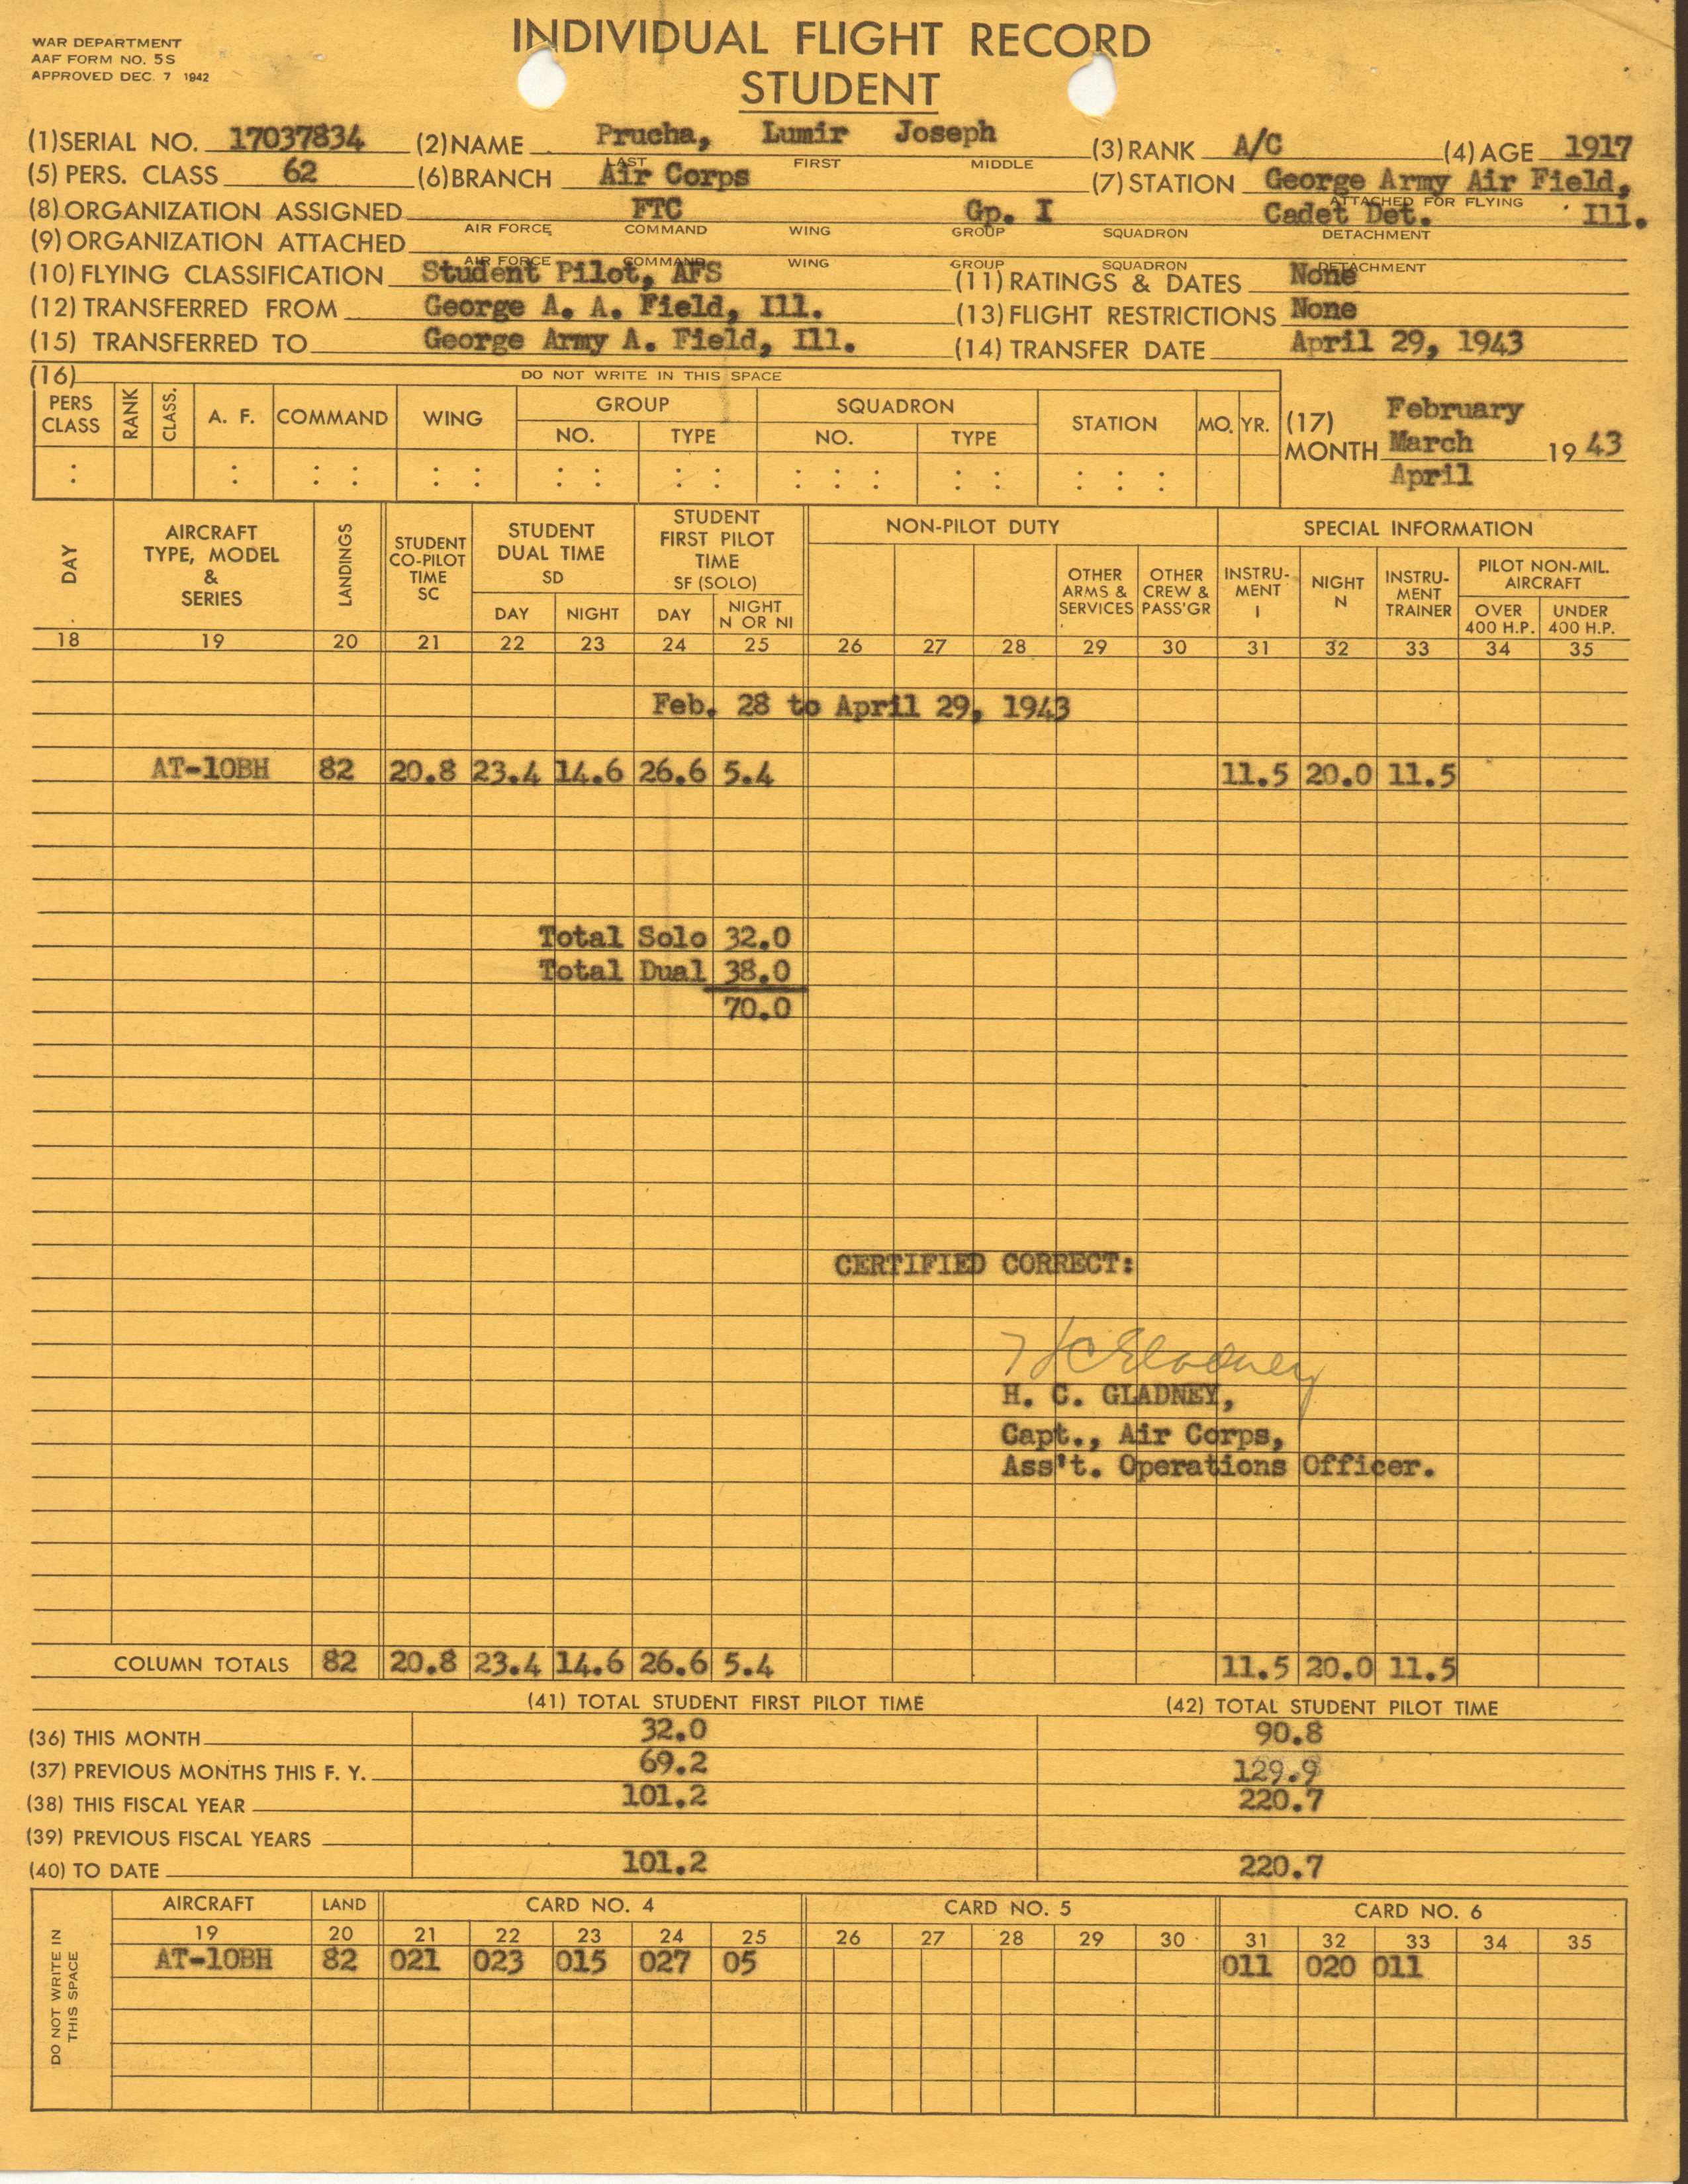 WAR DEPARTMENT
AAF FORM NO. 5S
APPROVED DEC. 7 1942
INDIVIDUAL FLIGHT RECORD
STUDENT
(1) SERIAL NO. 17037834 (2) NAME Prucha, Lumir Joseph (3) RANK A/C (4) AGE 1917
LAST FIRST MIDDLE
(5) PERS. CLASS 62 (6) BRANCH Air Corps (7) STATION George Army Air Field,
ATTACHED FOR FLYING
(8) ORGANIZATION ASSIGNED FTC Gp. I Cadet Det. Ill.
AIR FORCE COMMAND WING GROUP SQUADRON DETACHMENT
(9) ORGANIZATION ATTACHED
AIR FORCE COMMAND WING GROUP SQUADRON DETACHMENT
(10) FLYING CLASSIFICATION Student Pilot, AFS (11) RATINGS & DATES None
(12) TRANSFERRED FROM George A. A. Field, Ill. (13) FLIGHT RESTRICTIONS None
(15) TRANSFERRED TO George Army A. Field, Ill. (14) TRANSFER DATE April 29, 1943
(16) DO NOT WRITE IN THIS SPACE
PERS CLASS RANK CLASS. A. F. COMMAND WING GROUP SQUADRON STATION MO. YR.
NO. TYPE NO. TYPE
(17) MONTH February March April 19 43
DAY AIRCRAFT TYPE, MODEL & SERIES LANDINGS STUDENT CO-PILOT TIME SC STUDENT DUAL TIME SD STUDENT FIRST PILOT TIME SF (SOLO) NON-PILOT DUTY SPECIAL INFORMATION
DAY NIGHT DAY NIGHT N OR NI OTHER ARMS & SERVICES OTHER CREW & PASS'GR INSTRU-MENT I NIGHT N INSTRU-MENT TRAINER PILOT NON-MIL. AIRCRAFT
OVER 400 H.P. UNDER 400 H.P.
18 19 20 21 22 23 24 25 26 27 28 29 30 31 32 33 34 35
Feb. 28 to April 29, 1943
AT-10BH 82 20.8 23.4 14.6 26.6 5.4 11.5 20.0 11.5
Total Solo 32.0
Total Dual 38.0
70.0
CERTIFIED CORRECT:
H C Gladney
H. C. GLADNEY,
Capt., Air Corps,
Ass't. Operations Officer.
COLUMN TOTALS 82 20.8 23.4 14.6 26.6 5.4 11.5 20.0 11.5
(41) TOTAL STUDENT FIRST PILOT TIME (42) TOTAL STUDENT PILOT TIME
(36) THIS MONTH 32.0 90.8
(37) PREVIOUS MONTHS THIS F. Y. 69.2 129.9
(38) THIS FISCAL YEAR 101.2 220.7
(39) PREVIOUS FISCAL YEARS
(40) TO DATE 101.2 220.7
DO NOT WRITE IN THIS SPACE
AIRCRAFT LAND CARD NO. 4 CARD NO. 5 CARD NO. 6
19 20 21 22 23 24 25 26 27 28 29 30 31 32 33 34 35
AT-10BH 82 021 023 015 027 05 011 020 011